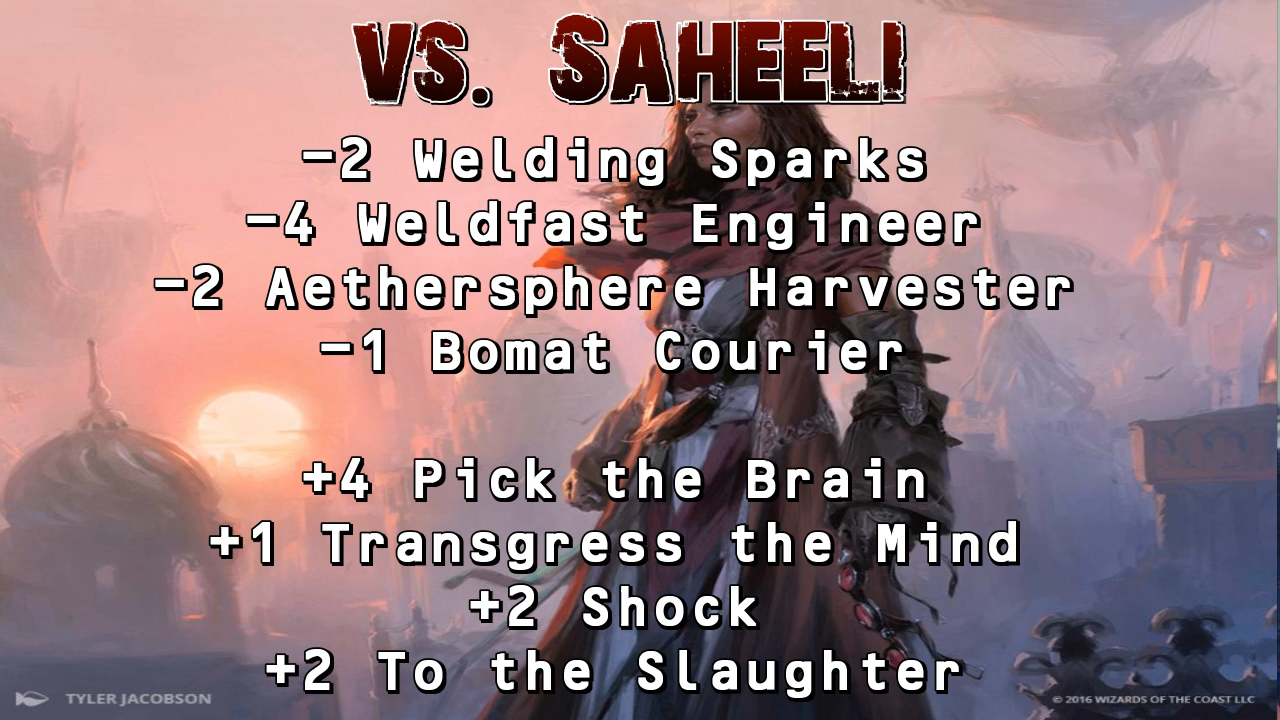 VS. SAHEELI
-2 Welding Sparks
-4 Weldfast Engineer
-2 Aethersphere Harvester
-1 Bomat Courier
+4 Pick the Brain
+1 Transgress the Mind
+2 Shock
+2 To the Slaughter
TYLER JACOBSON
© 2016 WIZARDS OF THE COAST LLC